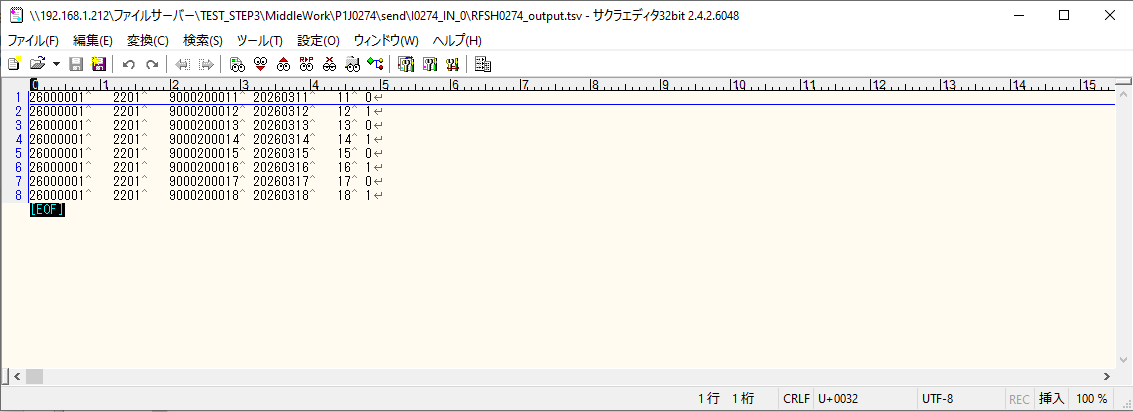 \\192.168.1.212\ファイルサーバー\TEST_STEP3\MiddleWork\P1J0274\send\I0274_IN_0\RFSH0274_output.tsv - サクラエディタ32bit 2.4.2.6048
ファイル(F) 編集(E) 変換(C) 検索(S) ツール(T) 設定(O) ウィンドウ(W) ヘルプ(H)
0 1 2 3 4 5 6 7 8 9 10 11 12 13 14 15
1 26000001^ 2201^ 9000200011^ 20260311^ 11^ 0↵
2 26000001^ 2201^ 9000200012^ 20260312^ 12^ 1↵
3 26000001^ 2201^ 9000200013^ 20260313^ 13^ 0↵
4 26000001^ 2201^ 9000200014^ 20260314^ 14^ 1↵
5 26000001^ 2201^ 9000200015^ 20260315^ 15^ 0↵
6 26000001^ 2201^ 9000200016^ 20260316^ 16^ 1↵
7 26000001^ 2201^ 9000200017^ 20260317^ 17^ 0↵
8 26000001^ 2201^ 9000200018^ 20260318^ 18^ 1↵
[EOF]
1 行 1 桁 CRLF U+0032 UTF-8 REC 挿入 100 %